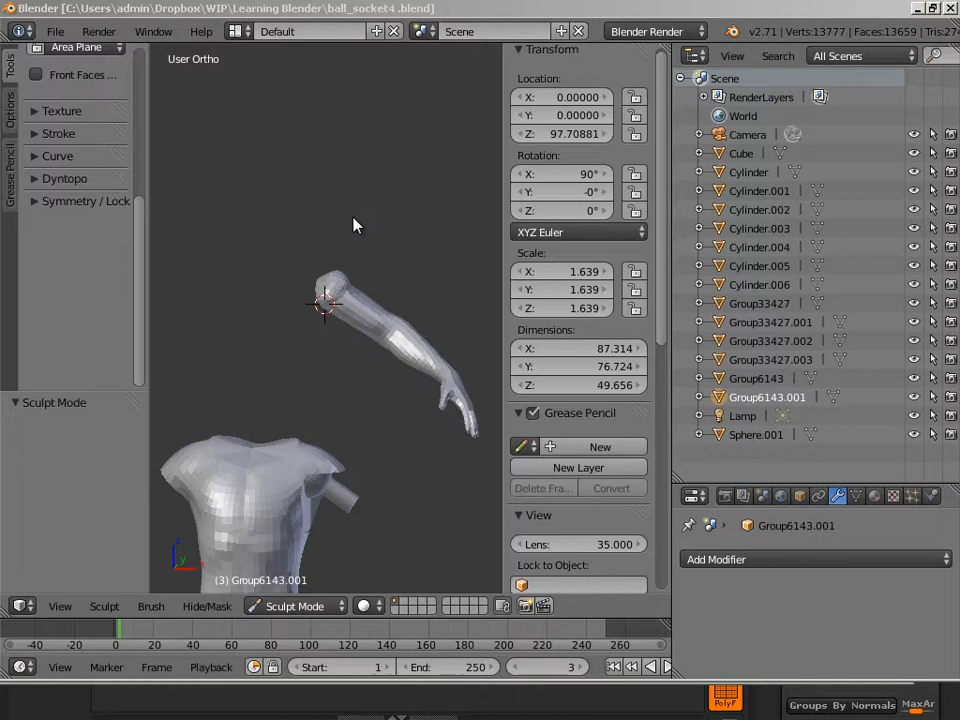 Blender [C:\Users\admin\Dropbox\WIP\Learning Blender\ball_socket4 .blend]
File Render Window Help Default Scene Blender Render v2.71 | Verts:13777 | Faces:13659 | Tris:274
View Search All Scenes
Tools
Options
Grease Pencil
Area Plane
Front Faces ...
Texture
Stroke
Curve
Dyntopo
Symmetry / Lock
Sculpt Mode
User Ortho
(3) Group6143.001
Transform
Location:
X: 0.00000
Y: 0.00000
Z: 97.70881
Rotation:
X: 90°
Y: -0°
Z: 0°
XYZ Euler
Scale:
X: 1.639
Y: 1.639
Z: 1.639
Dimensions:
X: 87.314
Y: 76.724
Z: 49.656
Grease Pencil
New
New Layer
Delete Fra... Convert
View
Lens: 35.000
Lock to Object:
Scene
RenderLayers
World
Camera
Cube
Cylinder
Cylinder.001
Cylinder.002
Cylinder.003
Cylinder.004
Cylinder.005
Cylinder.006
Group33427
Group33427.001
Group33427.002
Group33427.003
Group6143
Group6143.001
Lamp
Sphere.001
Group6143.001
Add Modifier
View Sculpt Brush Hide/Mask Sculpt Mode
-40 -20 0 20 40 60 80 100 120 140 160 180 200 220 240 260
View Marker Frame Playback Start: 1 End: 250 3
PolyF
Groups By Normals MaxAr